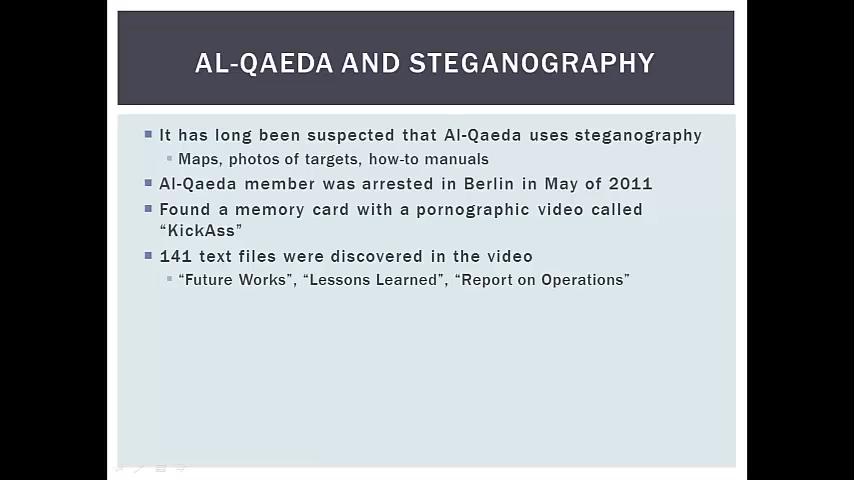 AL-QAEDA AND STEGANOGRAPHY
It has long been suspected that Al-Qaeda uses steganography
Maps, photos of targets, how-to manuals
Al-Qaeda member was arrested in Berlin in May of 2011
Found a memory card with a pornographic video called
“KickAss”
141 text files were discovered in the video
“Future Works”, “Lessons Learned”, “Report on Operations”